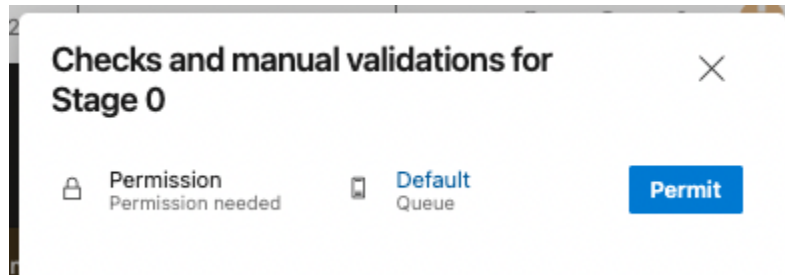 Checks and manual validations for
Stage 0
Permission
Permission needed
Default
Queue
Permit